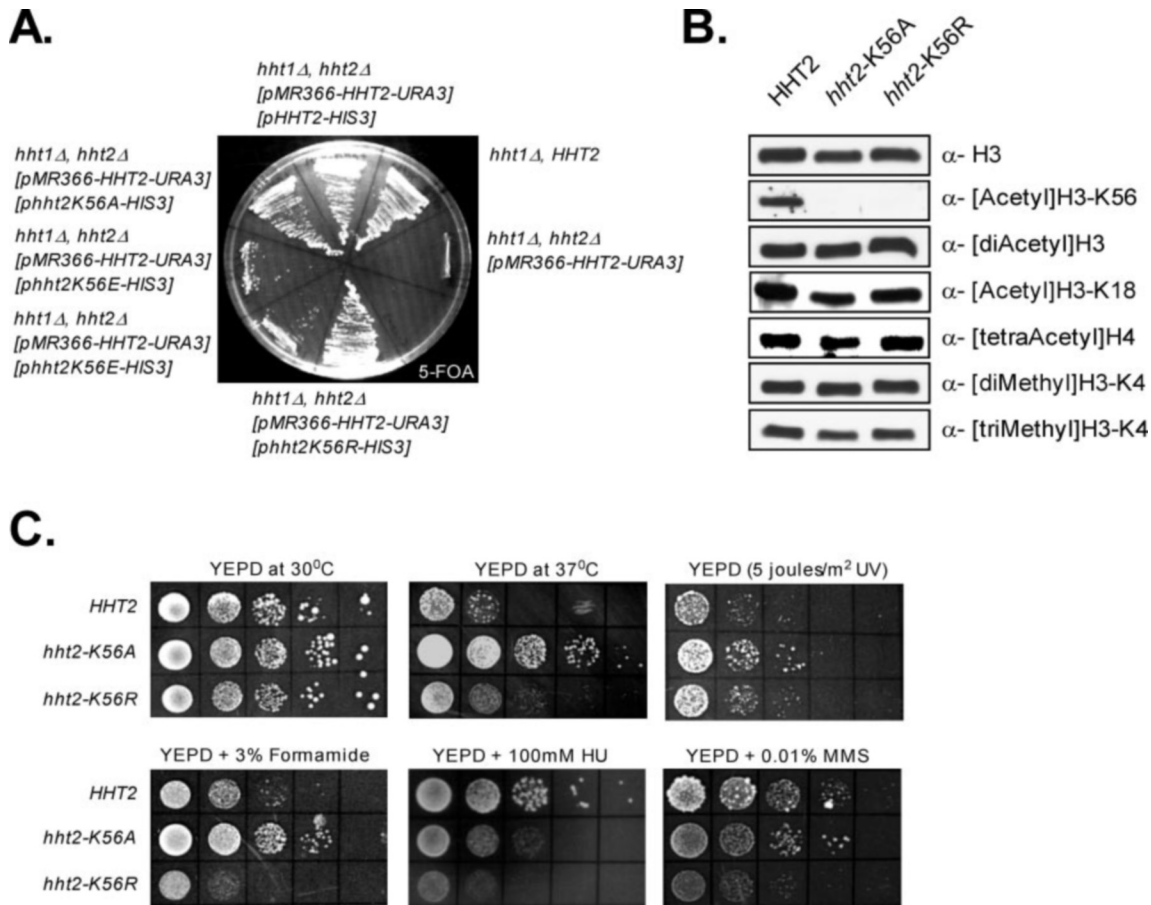 A.
hht1Δ, hht2Δ
[pMR366-HHT2-URA3]
[pHHT2-HIS3]
hht1Δ, hht2Δ
[pMR366-HHT2-URA3]
[phht2K56A-HIS3]
hht1Δ, HHT2
hht1Δ, hht2Δ
[pMR366-HHT2-URA3]
[phht2K56E-HIS3]
hht1Δ, hht2Δ
[pMR366-HHT2-URA3]
hht1Δ, hht2Δ
[pMR366-HHT2-URA3]
[phht2K56E-HIS3]
5-FOA
hht1Δ, hht2Δ
[pMR366-HHT2-URA3]
[phht2K56R-HIS3]
B.
HHT2
hht2-K56A
hht2-K56R
α- H3
α- [Acetyl]H3-K56
α- [diAcetyl]H3
α- [Acetyl]H3-K18
α- [tetraAcetyl]H4
α- [diMethyl]H3-K4
α- [triMethyl]H3-K4
C.
YEPD at 30⁰C
YEPD at 37⁰C
YEPD (5 joules/m² UV)
HHT2
hht2-K56A
hht2-K56R
YEPD + 3% Formamide
YEPD + 100mM HU
YEPD + 0.01% MMS
HHT2
hht2-K56A
hht2-K56R